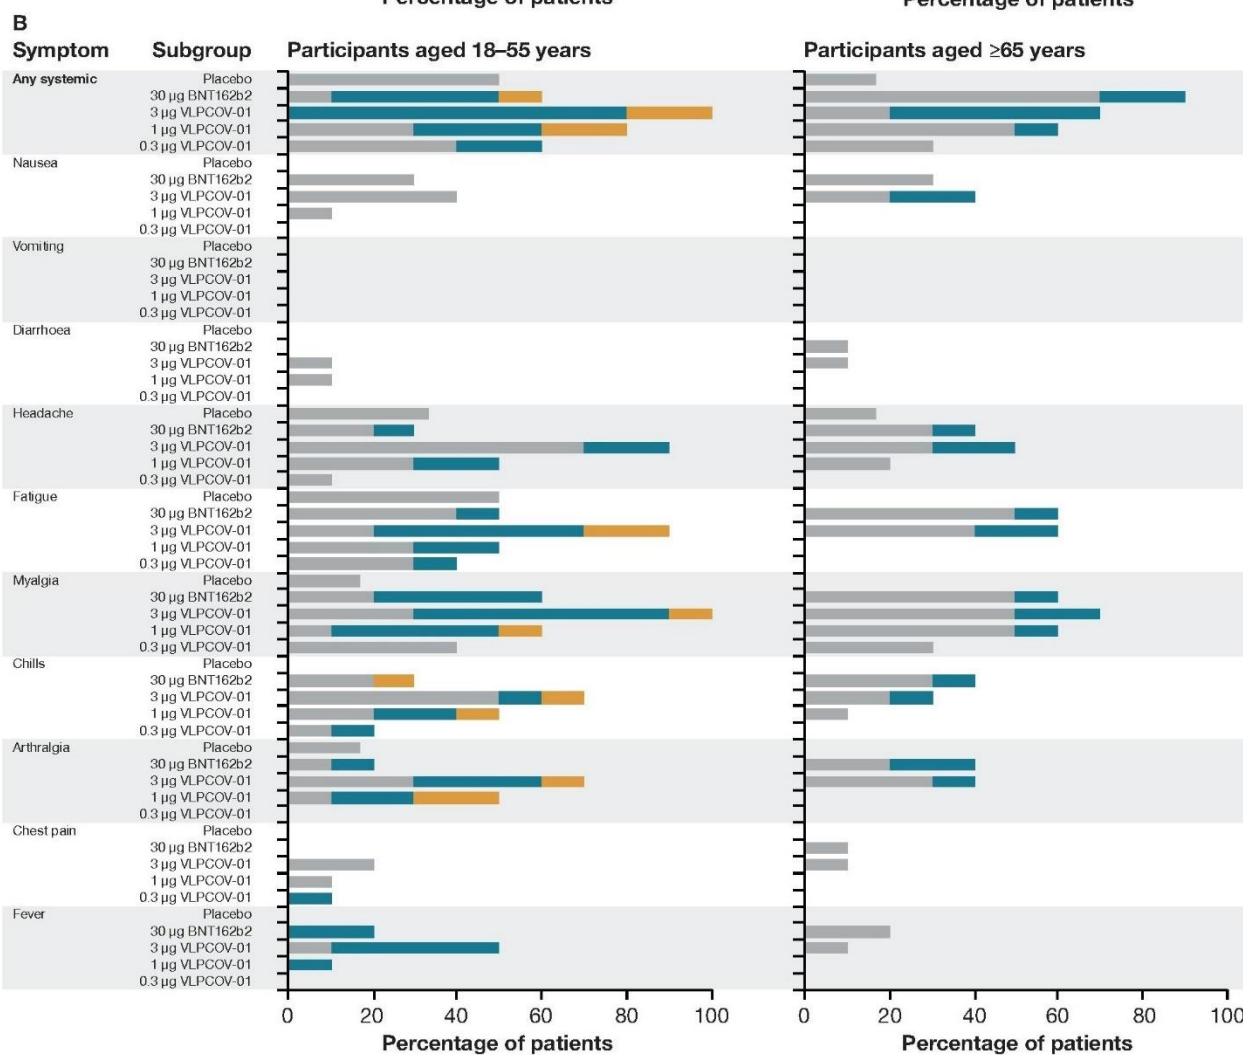 Percentage of patients Percentage of patients
B
Symptom Subgroup Participants aged 18–55 years Participants aged ≥65 years
Any systemic Placebo
30 µg BNT162b2
3 µg VLPCOV-01
1 µg VLPCOV-01
0.3 µg VLPCOV-01
Nausea Placebo
30 µg BNT162b2
3 µg VLPCOV-01
1 µg VLPCOV-01
0.3 µg VLPCOV-01
Vomiting Placebo
30 µg BNT162b2
3 µg VLPCOV-01
1 µg VLPCOV-01
0.3 µg VLPCOV-01
Diarrhoea Placebo
30 µg BNT162b2
3 µg VLPCOV-01
1 µg VLPCOV-01
0.3 µg VLPCOV-01
Headache Placebo
30 µg BNT162b2
3 µg VLPCOV-01
1 µg VLPCOV-01
0.3 µg VLPCOV-01
Fatigue Placebo
30 µg BNT162b2
3 µg VLPCOV-01
1 µg VLPCOV-01
0.3 µg VLPCOV-01
Myalgia Placebo
30 µg BNT162b2
3 µg VLPCOV-01
1 µg VLPCOV-01
0.3 µg VLPCOV-01
Chills Placebo
30 µg BNT162b2
3 µg VLPCOV-01
1 µg VLPCOV-01
0.3 µg VLPCOV-01
Arthralgia Placebo
30 µg BNT162b2
3 µg VLPCOV-01
1 µg VLPCOV-01
0.3 µg VLPCOV-01
Chest pain Placebo
30 µg BNT162b2
3 µg VLPCOV-01
1 µg VLPCOV-01
0.3 µg VLPCOV-01
Fever Placebo
30 µg BNT162b2
3 µg VLPCOV-01
1 µg VLPCOV-01
0.3 µg VLPCOV-01
0 20 40 60 80 100 0 20 40 60 80 100
Percentage of patients Percentage of patients